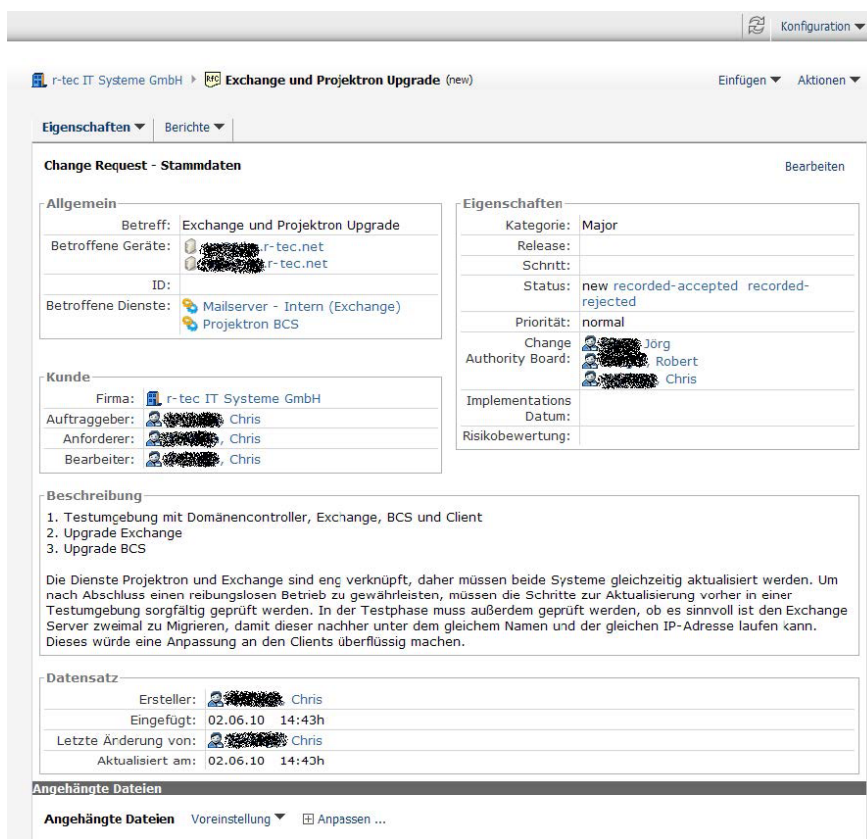 Konfiguration
r-tec IT Systeme GmbH RfC Exchange und Projektron Upgrade (new) Einfügen Aktionen
Eigenschaften Berichte
Change Request - Stammdaten Bearbeiten
Allgemein
Betreff: Exchange und Projektron Upgrade
Betroffene Geräte: .r-tec.net
.r-tec.net
ID:
Betroffene Dienste: Mailserver - Intern (Exchange)
Projektron BCS
Kunde
Firma: r-tec IT Systeme GmbH
Auftraggeber: , Chris
Anforderer: , Chris
Bearbeiter: , Chris
Eigenschaften
Kategorie: Major
Release:
Schritt:
Status: new recorded-accepted recorded-
rejected
Priorität: normal
Change Jörg
Authority Board: , Robert
, Chris
Implementations
Datum:
Risikobewertung:
Beschreibung
1. Testumgebung mit Domänencontroller, Exchange, BCS und Client
2. Upgrade Exchange
3. Upgrade BCS
Die Dienste Projektron und Exchange sind eng verknüpft, daher müssen beide Systeme gleichzeitig aktualisiert werden. Um
nach Abschluss einen reibungslosen Betrieb zu gewährleisten, müssen die Schritte zur Aktualisierung vorher in einer
Testumgebung sorgfältig geprüft werden. In der Testphase muss außerdem geprüft werden, ob es sinnvoll ist den Exchange
Server zweimal zu Migrieren, damit dieser nachher unter dem gleichem Namen und der gleichen IP-Adresse laufen kann.
Dieses würde eine Anpassung an den Clients überflüssig machen.
Datensatz
Ersteller: , Chris
Eingefügt: 02.06.10 14:43h
Letzte Änderung von: Chris
Aktualisiert am: 02.06.10 14:43h
Angehängte Dateien
Angehängte Dateien Voreinstellung Anpassen ...